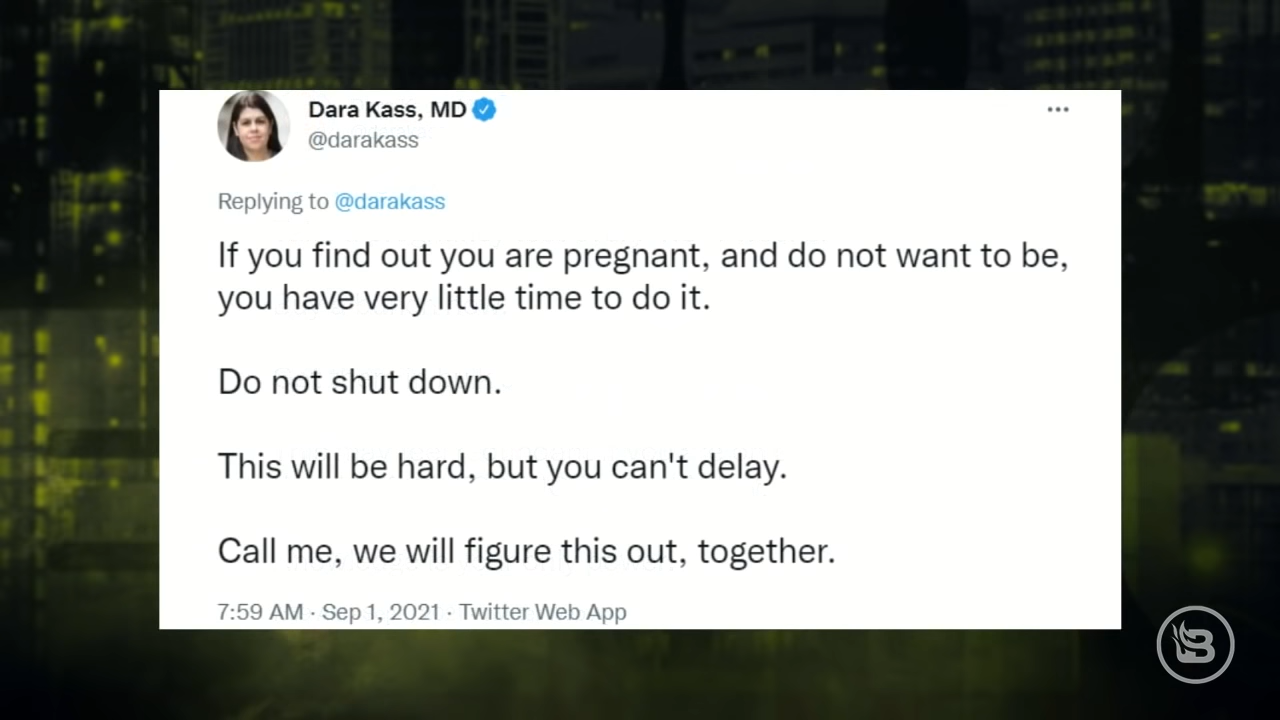 Dara Kass, MD
@darakass
Replying to @darakass
If you find out you are pregnant, and do not want to be,
you have very little time to do it.
Do not shut down.
This will be hard, but you can't delay.
Call me, we will figure this out, together.
7:59 AM · Sep 1, 2021 · Twitter Web App
B